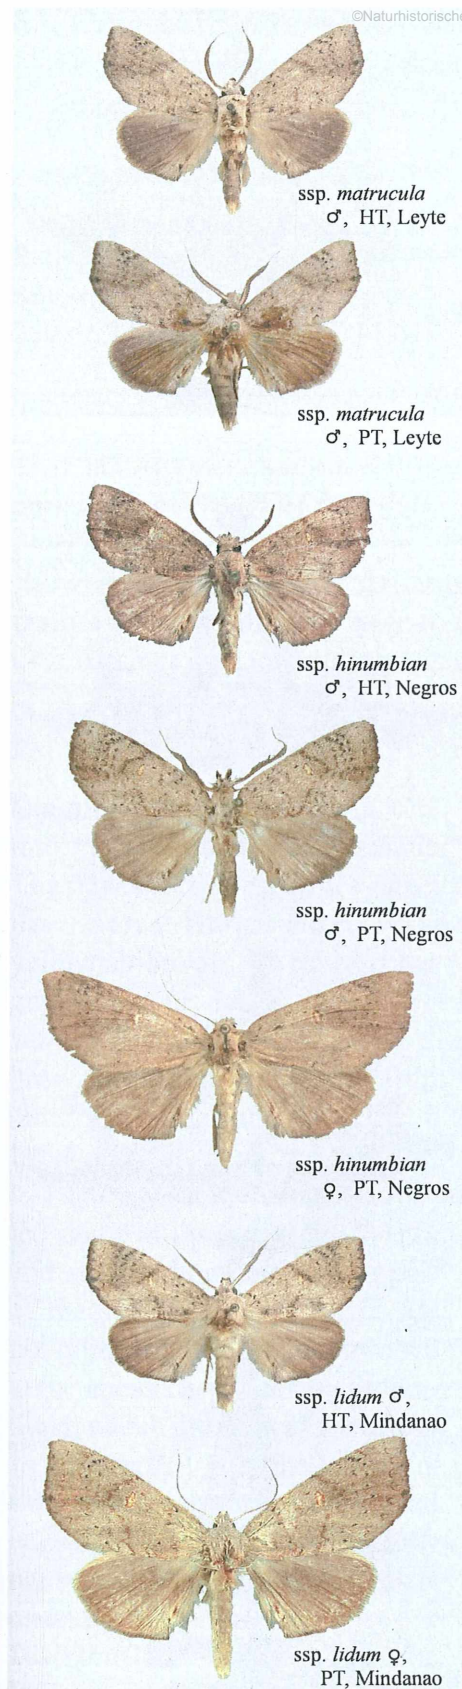 ©Naturhistorische
ssp. matrucula
♂, HT, Leyte
ssp. matrucula
♂, PT, Leyte
ssp. hinumbian
♂, HT, Negros
ssp. hinumbian
♂, PT, Negros
ssp. hinumbian
♀, PT, Negros
ssp. lidum ♂,
HT, Mindanao
ssp. lidum ♀,
PT, Mindanao